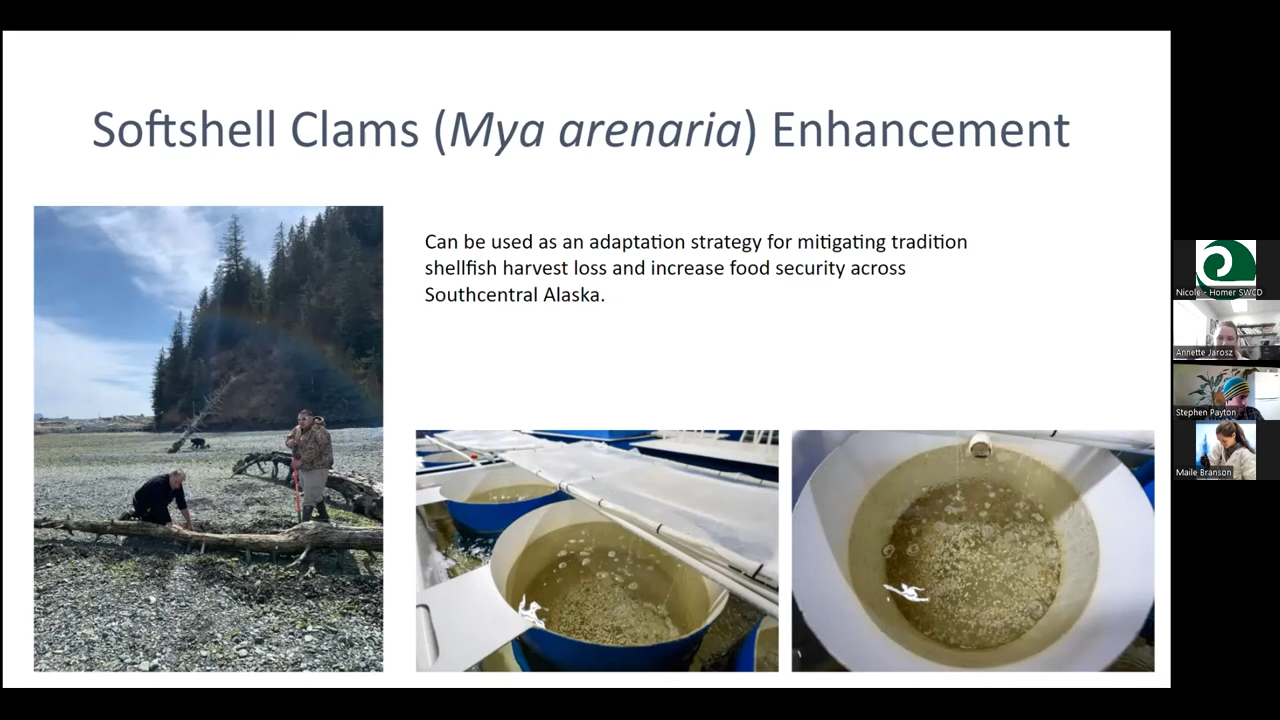 Softshell Clams (Mya arenaria) Enhancement
Can be used as an adaptation strategy for mitigating tradition
shellfish harvest loss and increase food security across
Southcentral Alaska.
Nicole - Homer SWCD
Annette Jarosz
Stephen Payton
Maile Branson